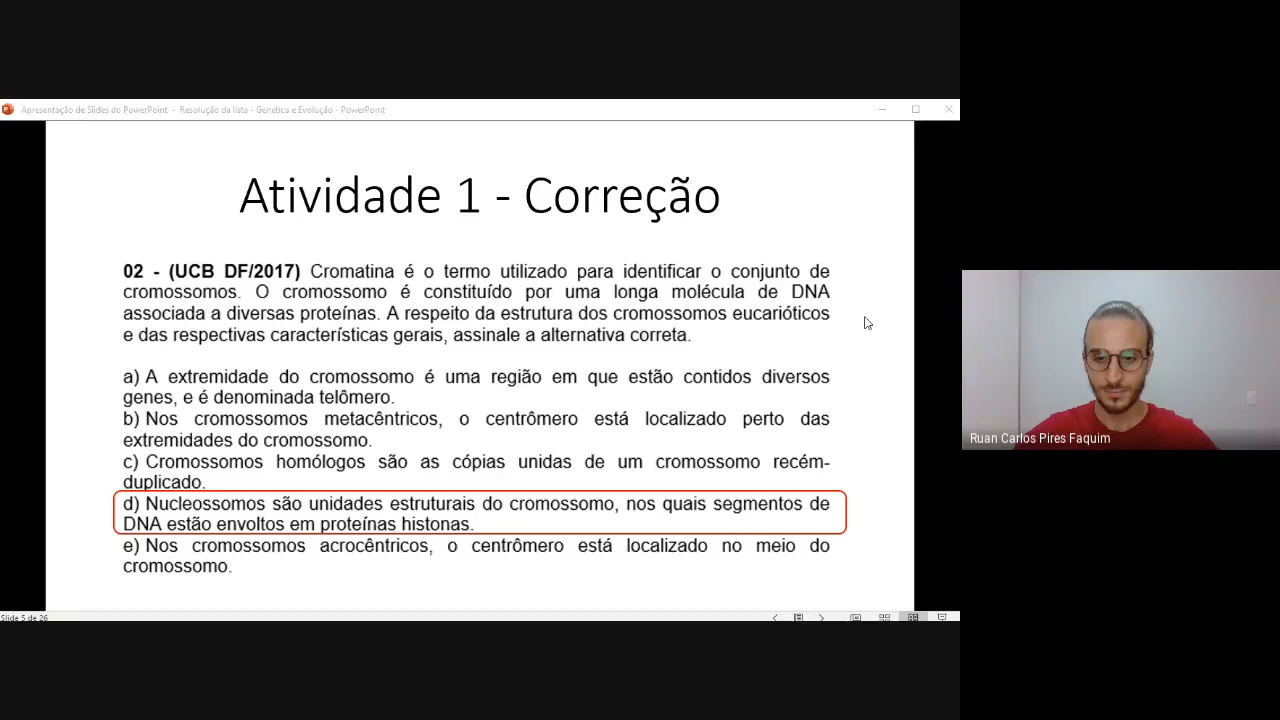 Apresentação de Slides do PowerPoint - Resolução da lista - Genetica e Evolução - PowerPoint
Atividade 1 - Correção
02 - (UCB DF/2017) Cromatina é o termo utilizado para identificar o conjunto de
cromossomos. O cromossomo é constituído por uma longa molécula de DNA
associada a diversas proteínas. A respeito da estrutura dos cromossomos eucarióticos
e das respectivas características gerais, assinale a alternativa correta.
a) A extremidade do cromossomo é uma região em que estão contidos diversos
genes, e é denominada telômero.
b) Nos cromossomos metacêntricos, o centrômero está localizado perto das
extremidades do cromossomo.
c) Cromossomos homólogos são as cópias unidas de um cromossomo recém-
duplicado.
d) Nucleossomos são unidades estruturais do cromossomo, nos quais segmentos de
DNA estão envoltos em proteínas histonas.
e) Nos cromossomos acrocêntricos, o centrômero está localizado no meio do
cromossomo.
Ruan Carlos Pires Faquim
Slide 5 de 26